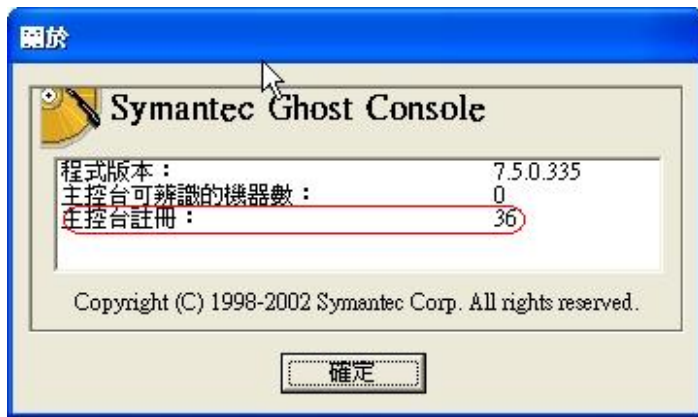 關於
Symantec Ghost Console
程式版本： 7.5.0.335
主控台可辨識的機器數： 0
主控台註冊： 36
Copyright (C) 1998-2002 Symantec Corp. All rights reserved.
確定